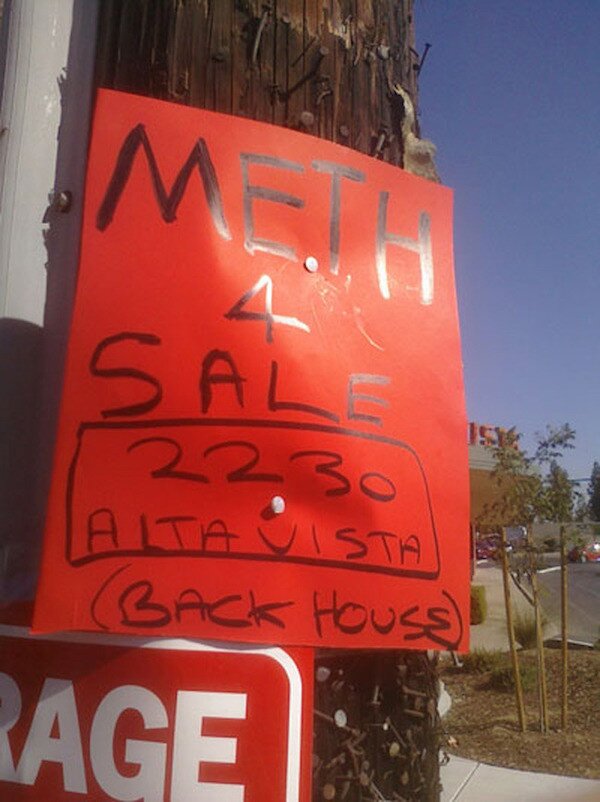 METH
4
SALE
2230
ALTA VISTA
(BACK HOUSE)
RAGE